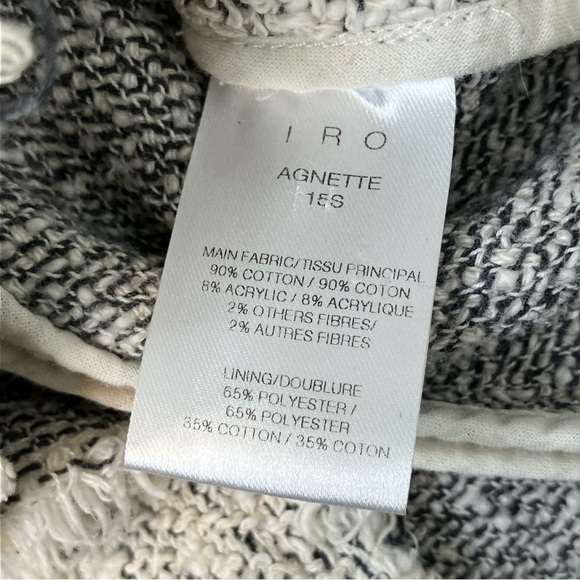 IRO
AGNETTE
15S
MAIN FABRIC/TISSU PRINCIPAL
90% COTTON / 90% COTON
8% ACRYLIC / 8% ACRYLIQUE
2% OTHERS FIBRES/
2% AUTRES FIBRES
LINING/DOUBLURE
65% POLYESTER /
65% POLYESTER
35% COTTON / 35% COTON